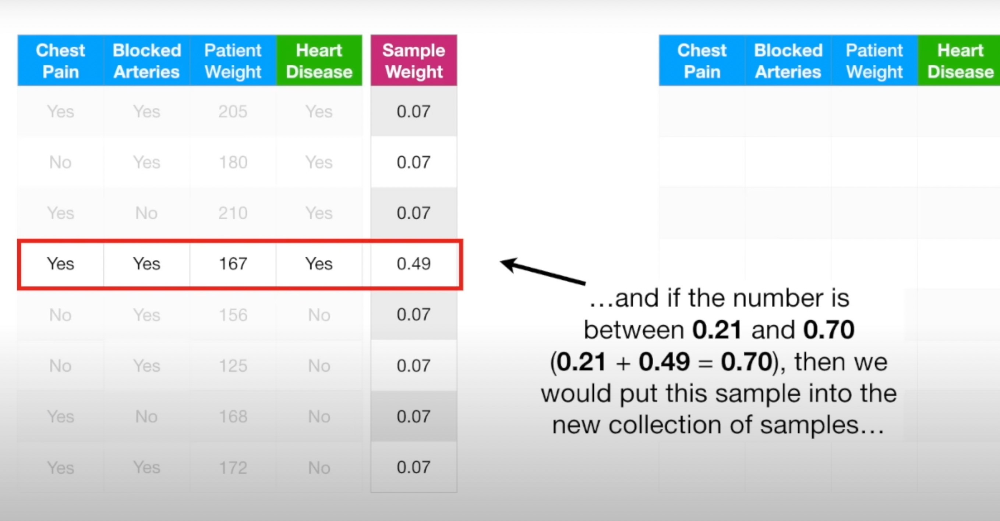 Chest Pain Blocked Arteries Patient Weight Heart Disease Sample Weight
Yes Yes 205 Yes 0.07
No Yes 180 Yes 0.07
Yes No 210 Yes 0.07
Yes Yes 167 Yes 0.49
No Yes 156 No 0.07
No Yes 125 No 0.07
Yes No 168 No 0.07
Yes Yes 172 No 0.07
Chest Pain Blocked Arteries Patient Weight Heart Disease
...and if the number is
between 0.21 and 0.70
(0.21 + 0.49 = 0.70), then we
would put this sample into the
new collection of samples...